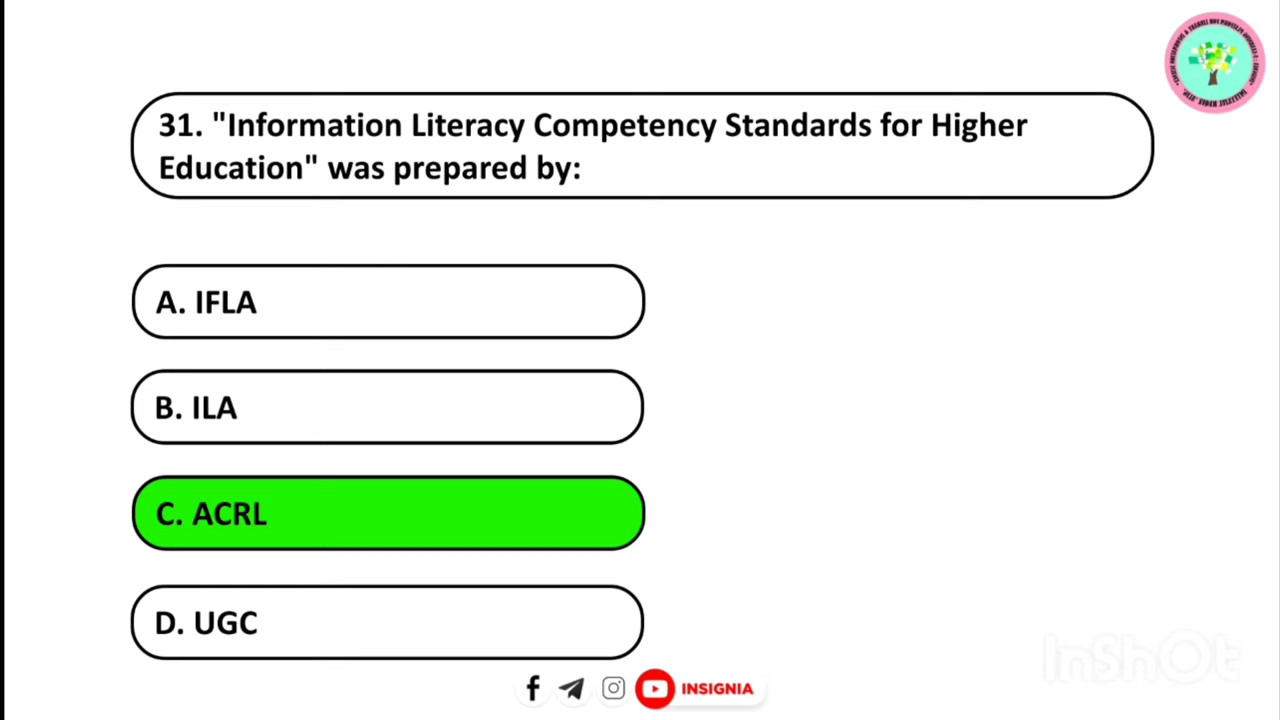 31. "Information Literacy Competency Standards for Higher
Education" was prepared by:
A. IFLA
B. ILA
C. ACRL
D. UGC
INSIGNIA
InShOt